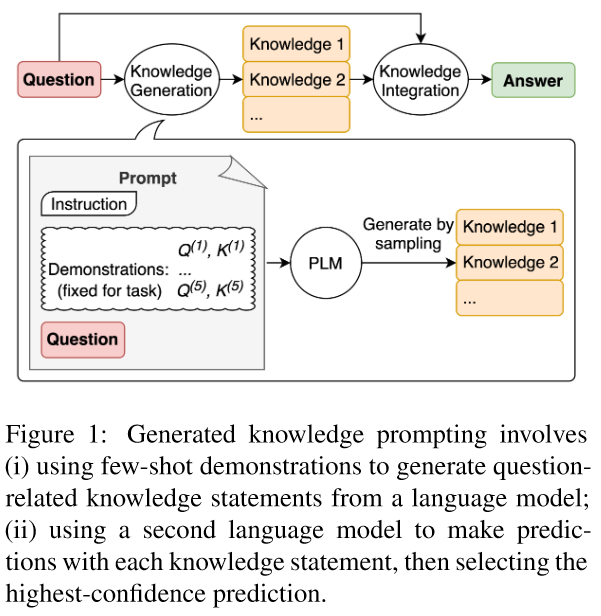 Question
Knowledge
Generation
Knowledge 1
Knowledge 2
...
Knowledge
Integration
Answer
Prompt
Instruction
Q(1), K(1)
Demonstrations: ...
(fixed for task) Q(5), K(5)
Question
PLM
Generate by
sampling
Knowledge 1
Knowledge 2
...
Figure 1: Generated knowledge prompting involves
(i) using few-shot demonstrations to generate question-
related knowledge statements from a language model;
(ii) using a second language model to make predic-
tions with each knowledge statement, then selecting the
highest-confidence prediction.